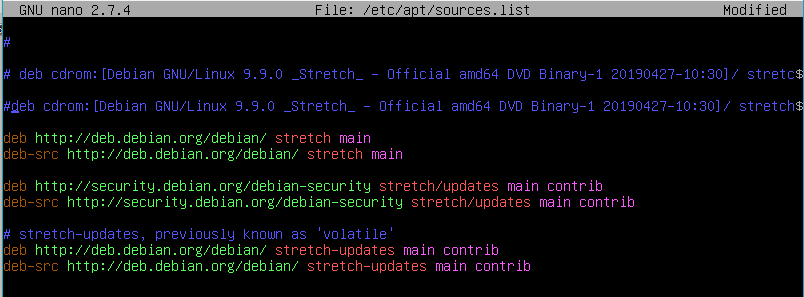 GNU nano 2.7.4 File: /etc/apt/sources.list Modified
#
# deb cdrom:[Debian GNU/Linux 9.9.0 _Stretch_ - Official amd64 DVD Binary-1 20190427-10:30]/ stretc$
#deb cdrom:[Debian GNU/Linux 9.9.0 _Stretch_ - Official amd64 DVD Binary-1 20190427-10:30]/ stretch$
deb http://deb.debian.org/debian/ stretch main
deb-src http://deb.debian.org/debian/ stretch main
deb http://security.debian.org/debian-security stretch/updates main contrib
deb-src http://security.debian.org/debian-security stretch/updates main contrib
# stretch-updates, previously known as 'volatile'
deb http://deb.debian.org/debian/ stretch-updates main contrib
deb-src http://deb.debian.org/debian/ stretch-updates main contrib